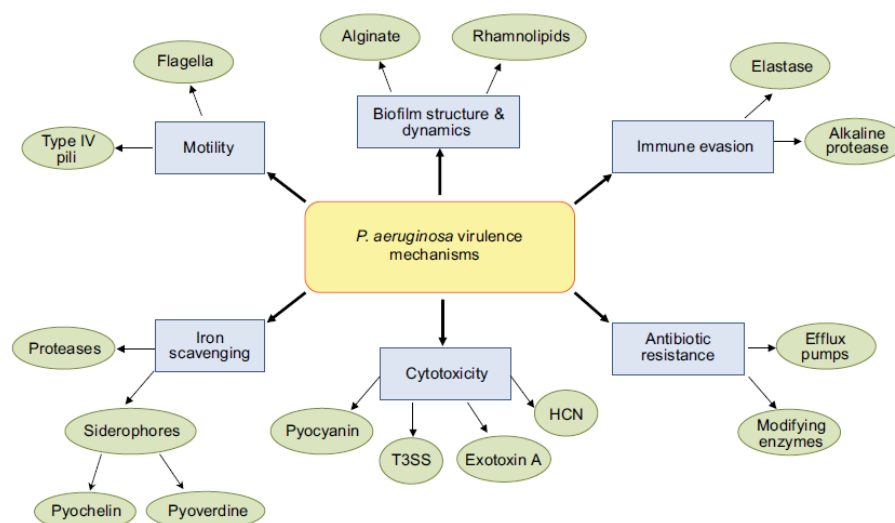 Alginate
Rhamnolipids
Flagella
Elastase
Biofilm structure &
dynamics
Type IV
pili
Motility
Immune evasion
Alkaline
protease
P. aeruginosa virulence
mechanisms
Proteases
Iron
scavenging
Cytotoxicity
Antibiotic
resistance
Efflux
pumps
Siderophores
Pyocyanin
T3SS
Exotoxin A
HCN
Modifying
enzymes
Pyochelin
Pyoverdine